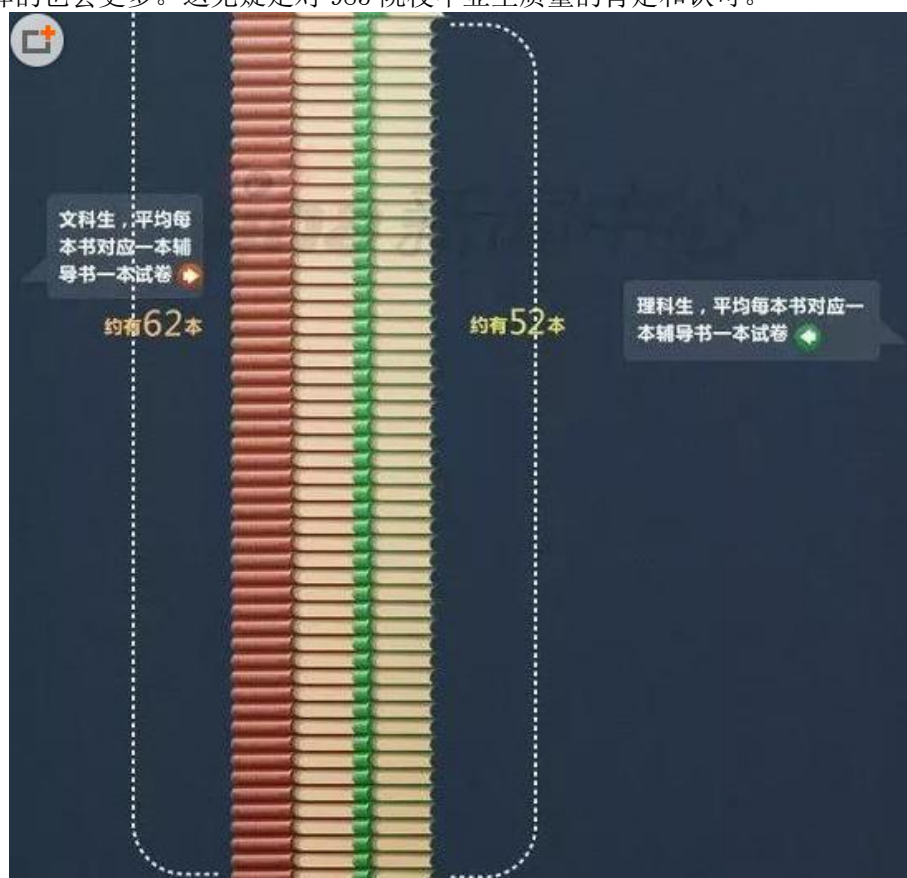 文科生，平均每
本书对应一本辅
导书一本试卷
约有62本
约有52本
理科生，平均每本书对应一
本辅导书一本试卷